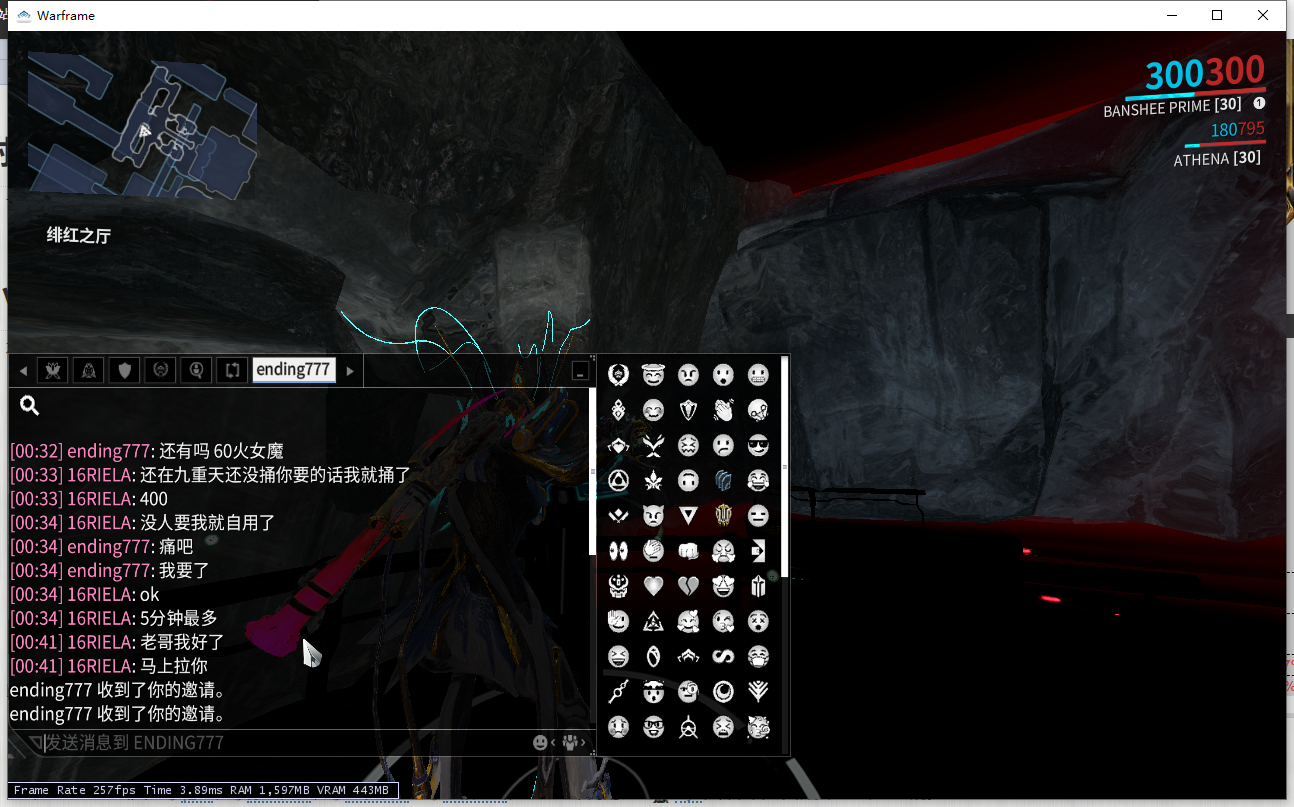 Warframe
300 300
BANSHEE PRIME [30] 1
180 795
ATHENA [30]
绯红之厅
ending777
[00:32] ending777: 还有吗 60火女魔
[00:33] 16RIELA: 还在九重天还没捅你要的话我就捅了
[00:33] 16RIELA: 400
[00:34] 16RIELA: 没人要我就自用了
[00:34] ending777: 痛吧
[00:34] ending777: 我要了
[00:34] 16RIELA: ok
[00:34] 16RIELA: 5分钟最多
[00:41] 16RIELA: 老哥我好了
[00:41] 16RIELA: 马上拉你
ending777 收到了你的邀请。
ending777 收到了你的邀请。
发送消息到 ENDING777
Frame Rate 257fps Time 3.89ms RAM 1,597MB VRAM 443MB